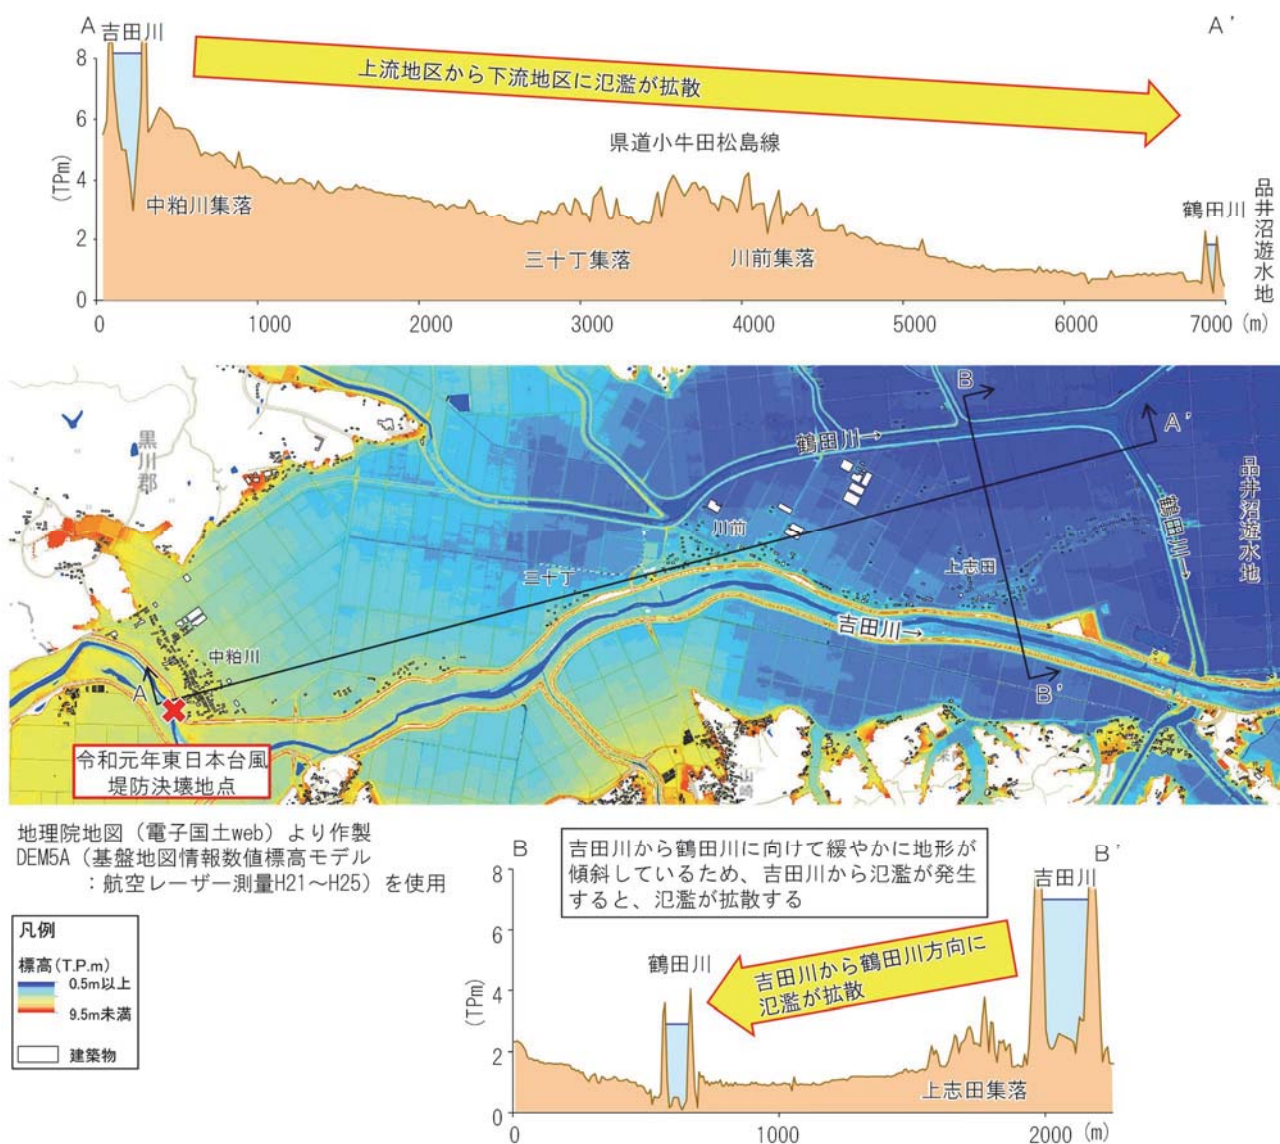 A
吉田川
A'
上流地区から下流地区に氾濫が拡散
県道小牛田松島線
8
6
4
2
0
(TPm)
中粕川集落
三十丁集落
川前集落
鶴田川
品井沼遊水地
0
1000
2000
3000
4000
5000
6000
7000
(m)
黒川郡
B
A'
鶴田川→
鶴田川→
品井沼遊水地
川前
三十丁
上志田
吉田川→
中粕川
A
B'
山崎
令和元年東日本台風
堤防決壊地点
地理院地図（電子国土web）より作製
DEM5A（基盤地図情報数値標高モデル
：航空レーザー測量H21～H25）を使用
凡例
標高(T.P.m)
0.5m以上
9.5m未満
建築物
B
吉田川から鶴田川に向けて緩やかに地形が
傾斜しているため、吉田川から氾濫が発生
すると、氾濫が拡散する
B'
吉田川
鶴田川
吉田川から鶴田川方向に
氾濫が拡散
8
6
4
2
0
(TPm)
上志田集落
0
1000
2000
(m)